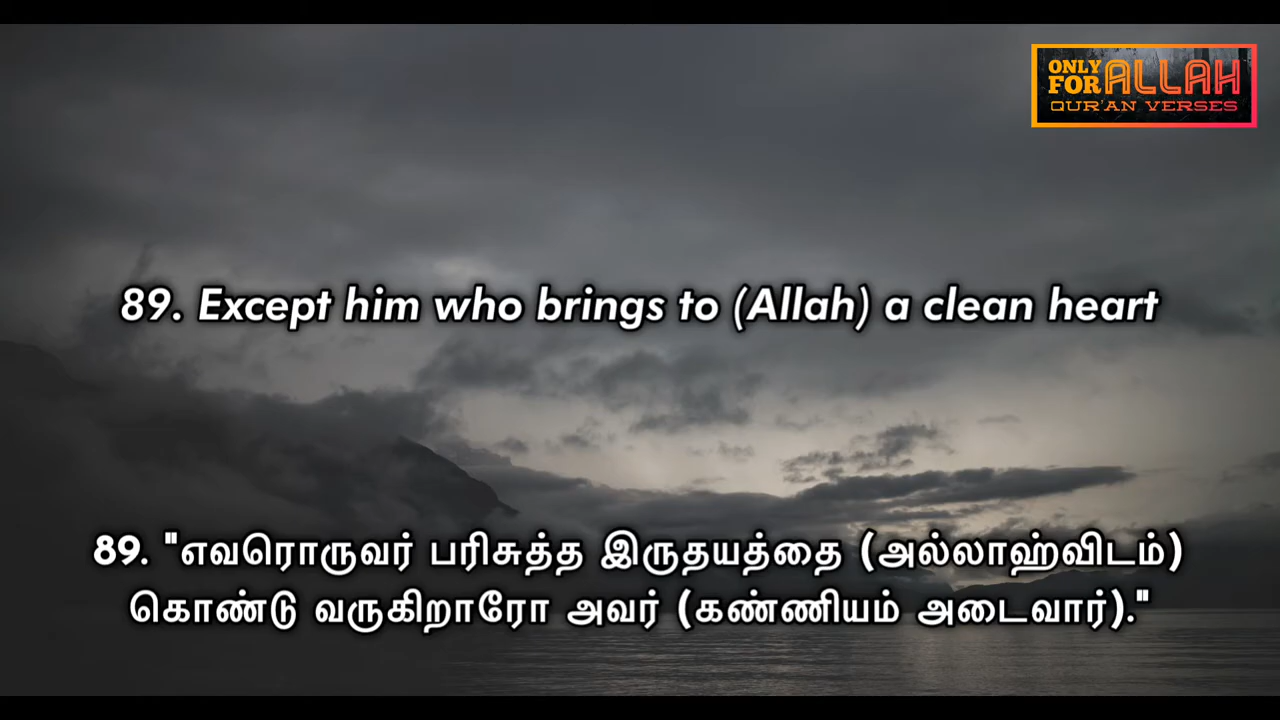 ONLY
FOR ALLAH
QUR'AN VERSES
89. Except him who brings to (Allah) a clean heart
89. "எவரொருவர் பரிசுத்த இருதயத்தை (அல்லாஹ்விடம்)
கொண்டு வருகிறாரோ அவர் (கண்ணியம் அடைவார்)."